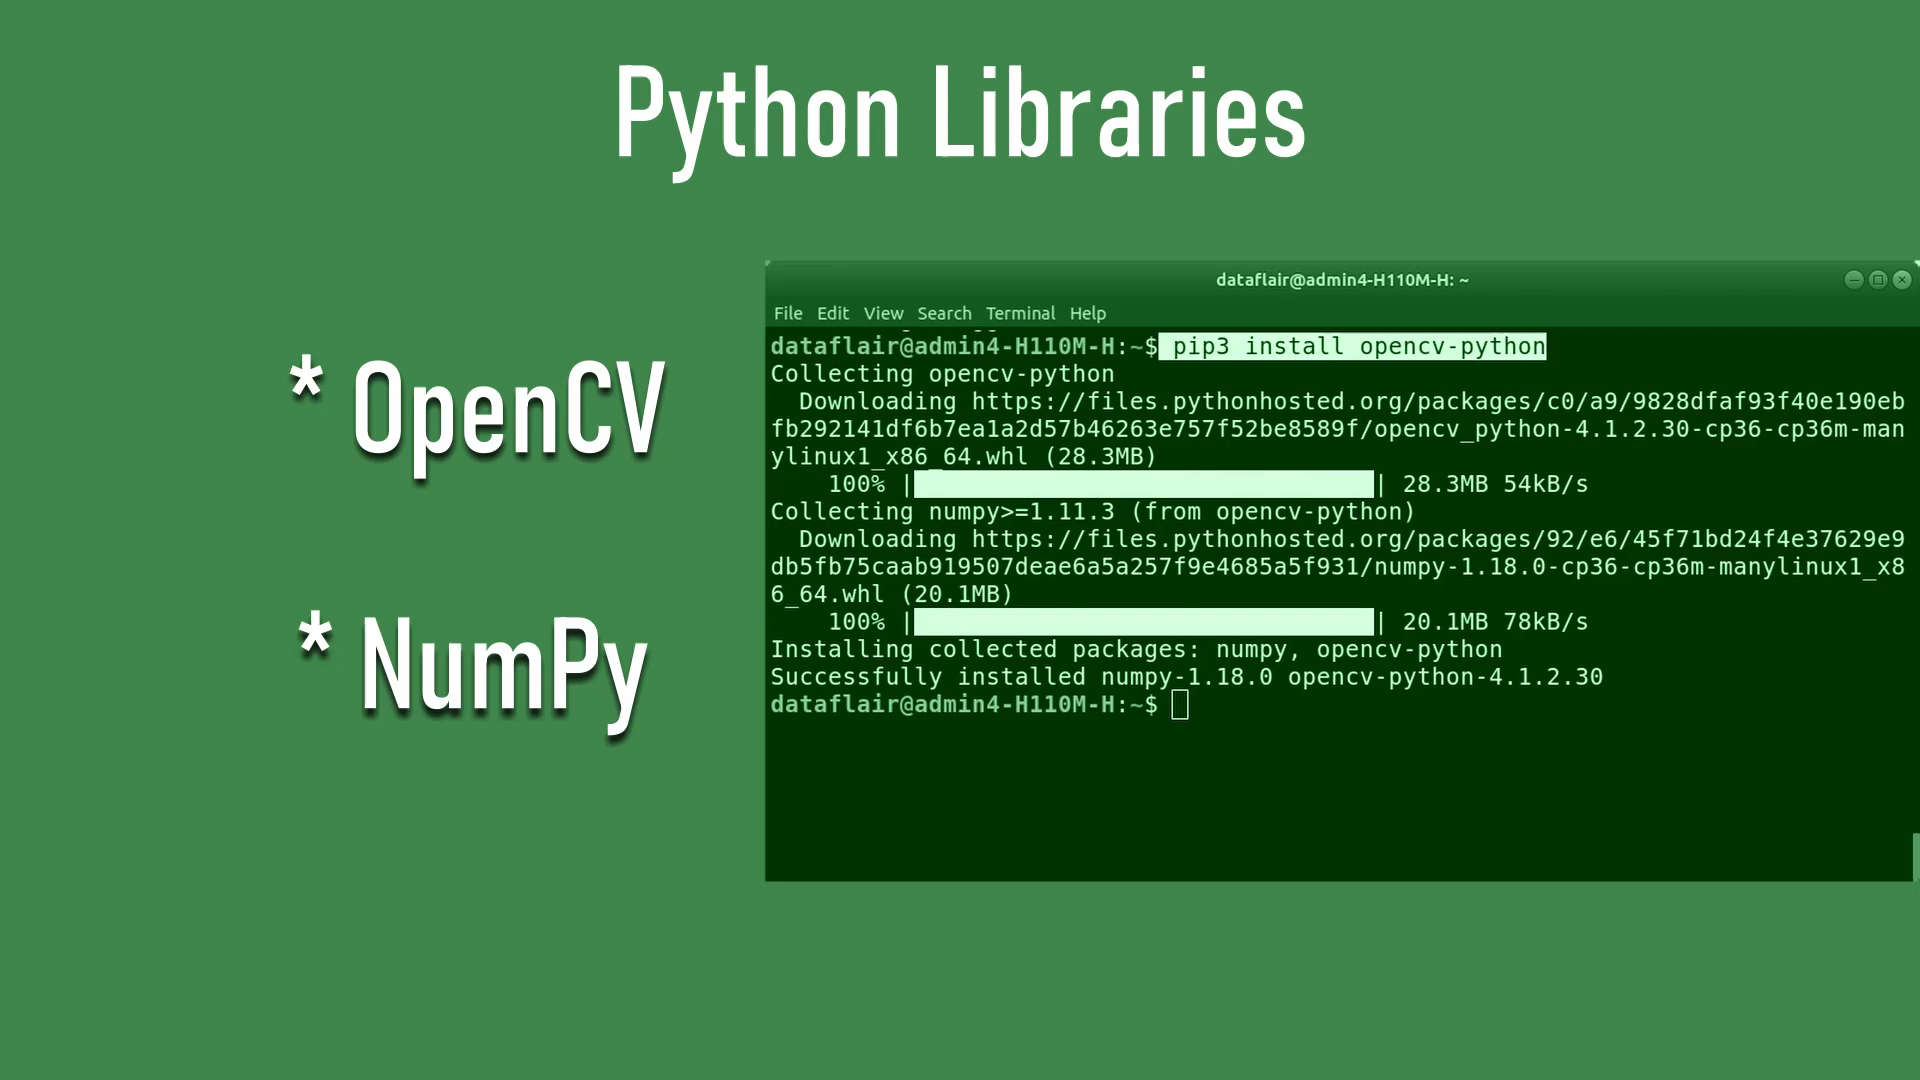 Python Libraries
* OpenCV
* NumPy
dataflair@admin4-H110M-H: ~
File Edit View Search Terminal Help
dataflair@admin4-H110M-H:~$ pip3 install opencv-python
Collecting opencv-python
  Downloading https://files.pythonhosted.org/packages/c0/a9/9828dfaf93f40e190eb
fb292141df6b7ea1a2d57b46263e757f52be8589f/opencv_python-4.1.2.30-cp36-cp36m-man
ylinux1_x86_64.whl (28.3MB)
    100% |                                | 28.3MB 54kB/s
Collecting numpy>=1.11.3 (from opencv-python)
  Downloading https://files.pythonhosted.org/packages/92/e6/45f71bd24f4e37629e9
db5fb75caab919507deae6a5a257f9e4685a5f931/numpy-1.18.0-cp36-cp36m-manylinux1_x8
6_64.whl (20.1MB)
    100% |                                | 20.1MB 78kB/s
Installing collected packages: numpy, opencv-python
Successfully installed numpy-1.18.0 opencv-python-4.1.2.30
dataflair@admin4-H110M-H:~$